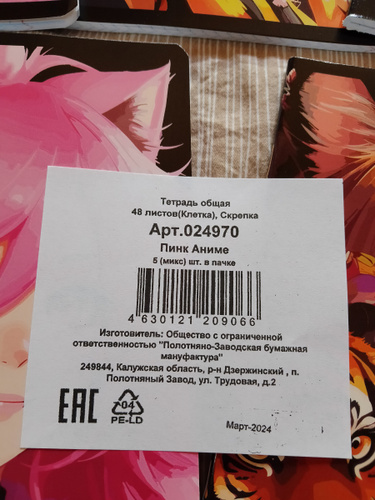 Тетрадь общая
48 листов(Клетка), Скрепка
Арт.024970
Пинк Аниме
5 (микс) шт. в пачке
4 630121 209066
Изготовитель: Общество с ограниченной
ответственностью "Полотняно-Заводская бумажная
мануфактура"
249844, Калужская область, р-н Дзержинский , п.
Полотняный Завод, ул. Трудовая, д.2
EAC
04
PE-LD
Март-2024